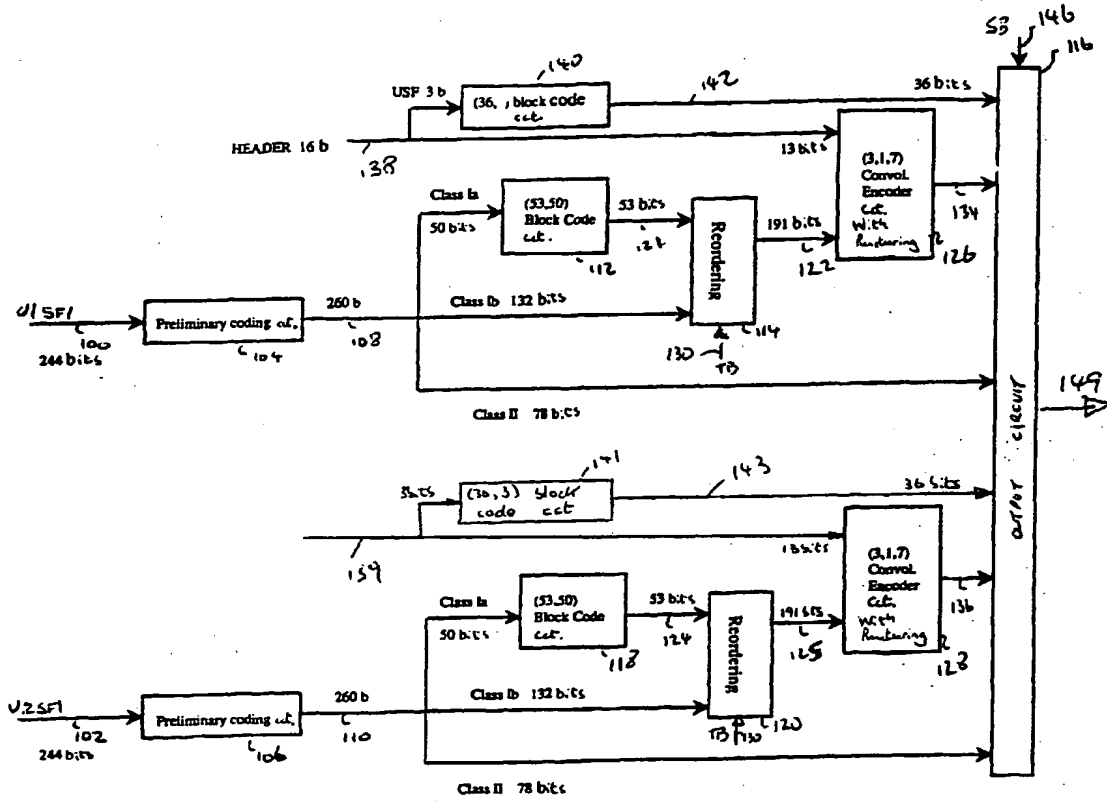 SB 146
116
140
USF 3 b
(36, , block code cct.
142
36 bits
HEADER 16 b
138
13 bits
(3,1,7) Convol. Encoder cct. With Puncturing
134
126
Class Ia
50 bits
(53,50) Block Code cct.
112
53 bits
Reordering
191 bits
122
U1 SF1
100
244 bits
Preliminary coding cct.
104
260 b
108
Class Ib 132 bits
114
130
TB
Class II 78 bits
OUTPUT CIRCUIT
149
141
3bits
block code cct
143
36 bits
139
13 bits
(3,1,7) Convol. Encoder cct. With Puncturing
136
128
Class Ia
50 bits
(53,50) Block Code cct.
118
53 bits
124
Reordering
191 bits
125
U2SF1
102
244 bits
Preliminary coding cct.
106
260 b
110
Class Ib 132 bits
TB 130
120
Class II 78 bits